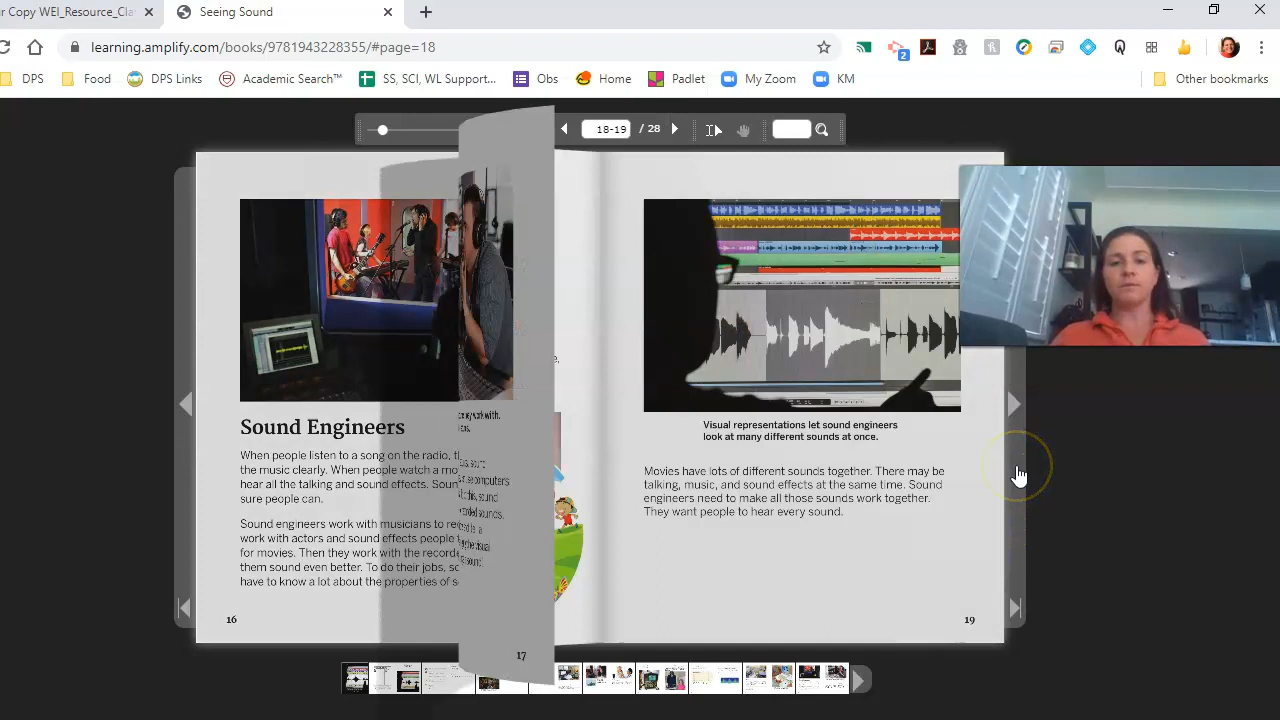 r Copy WEI_Resource_Cla
Seeing Sound
learning.amplify.com/books/9781943228355/#page=18
2
DPS
Food
DPS Links
Academic Search™
SS, SCI, WL Support...
Obs
Home
Padlet
My Zoom
KM
Other bookmarks
18-19 / 28
Sound Engineers
When people listen to a song on the radio, t
the music clearly. When people watch a mo
hear all the talking and sound effects. Soun
sure people can.
Sound engineers work with musicians to re
work with actors and sound effects people
for movies. Then they work with the recorde
them sound even better. To do their jobs, s
have to know a lot about the properties of s
16
17
Visual representations let sound engineers
look at many different sounds at once.
Movies have lots of different sounds together. There may be
talking, music, and sound effects at the same time. Sound
engineers need to make all those sounds work together.
They want people to hear every sound.
19